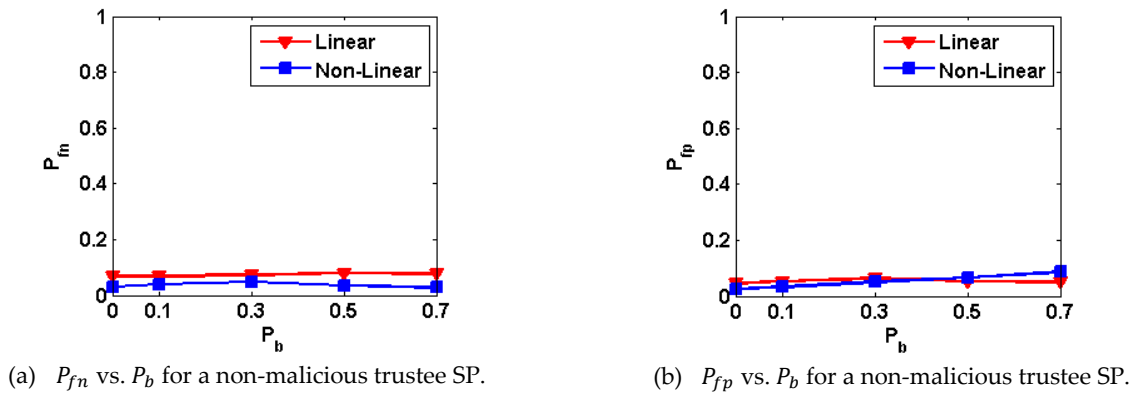 1
0.8
0.6
0.4
0.2
0
P_fn
Linear
Non-Linear
0 0.1 0.3 0.5 0.7
P_b
(a) P_fn vs. P_b for a non-malicious trustee SP.
1
0.8
0.6
0.4
0.2
0
P_fp
Linear
Non-Linear
0 0.1 0.3 0.5 0.7
P_b
(b) P_fp vs. P_b for a non-malicious trustee SP.